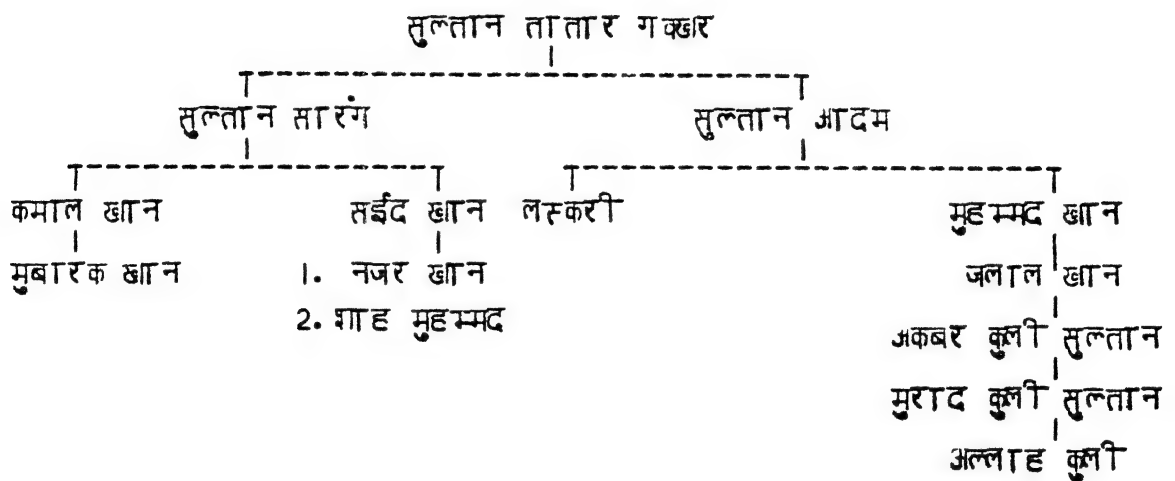 सुल्तान तातार गक्खर
सुल्तान सारंग सुल्तान आदम
कमाल खान सईद खान लश्करी मुहम्मद खान
मुबारक खान 1. नजर खान जलाल खान
2. शाह मुहम्मद
अकबर कुली सुल्तान
मुराद कुली सुल्तान
अल्लाह कुली